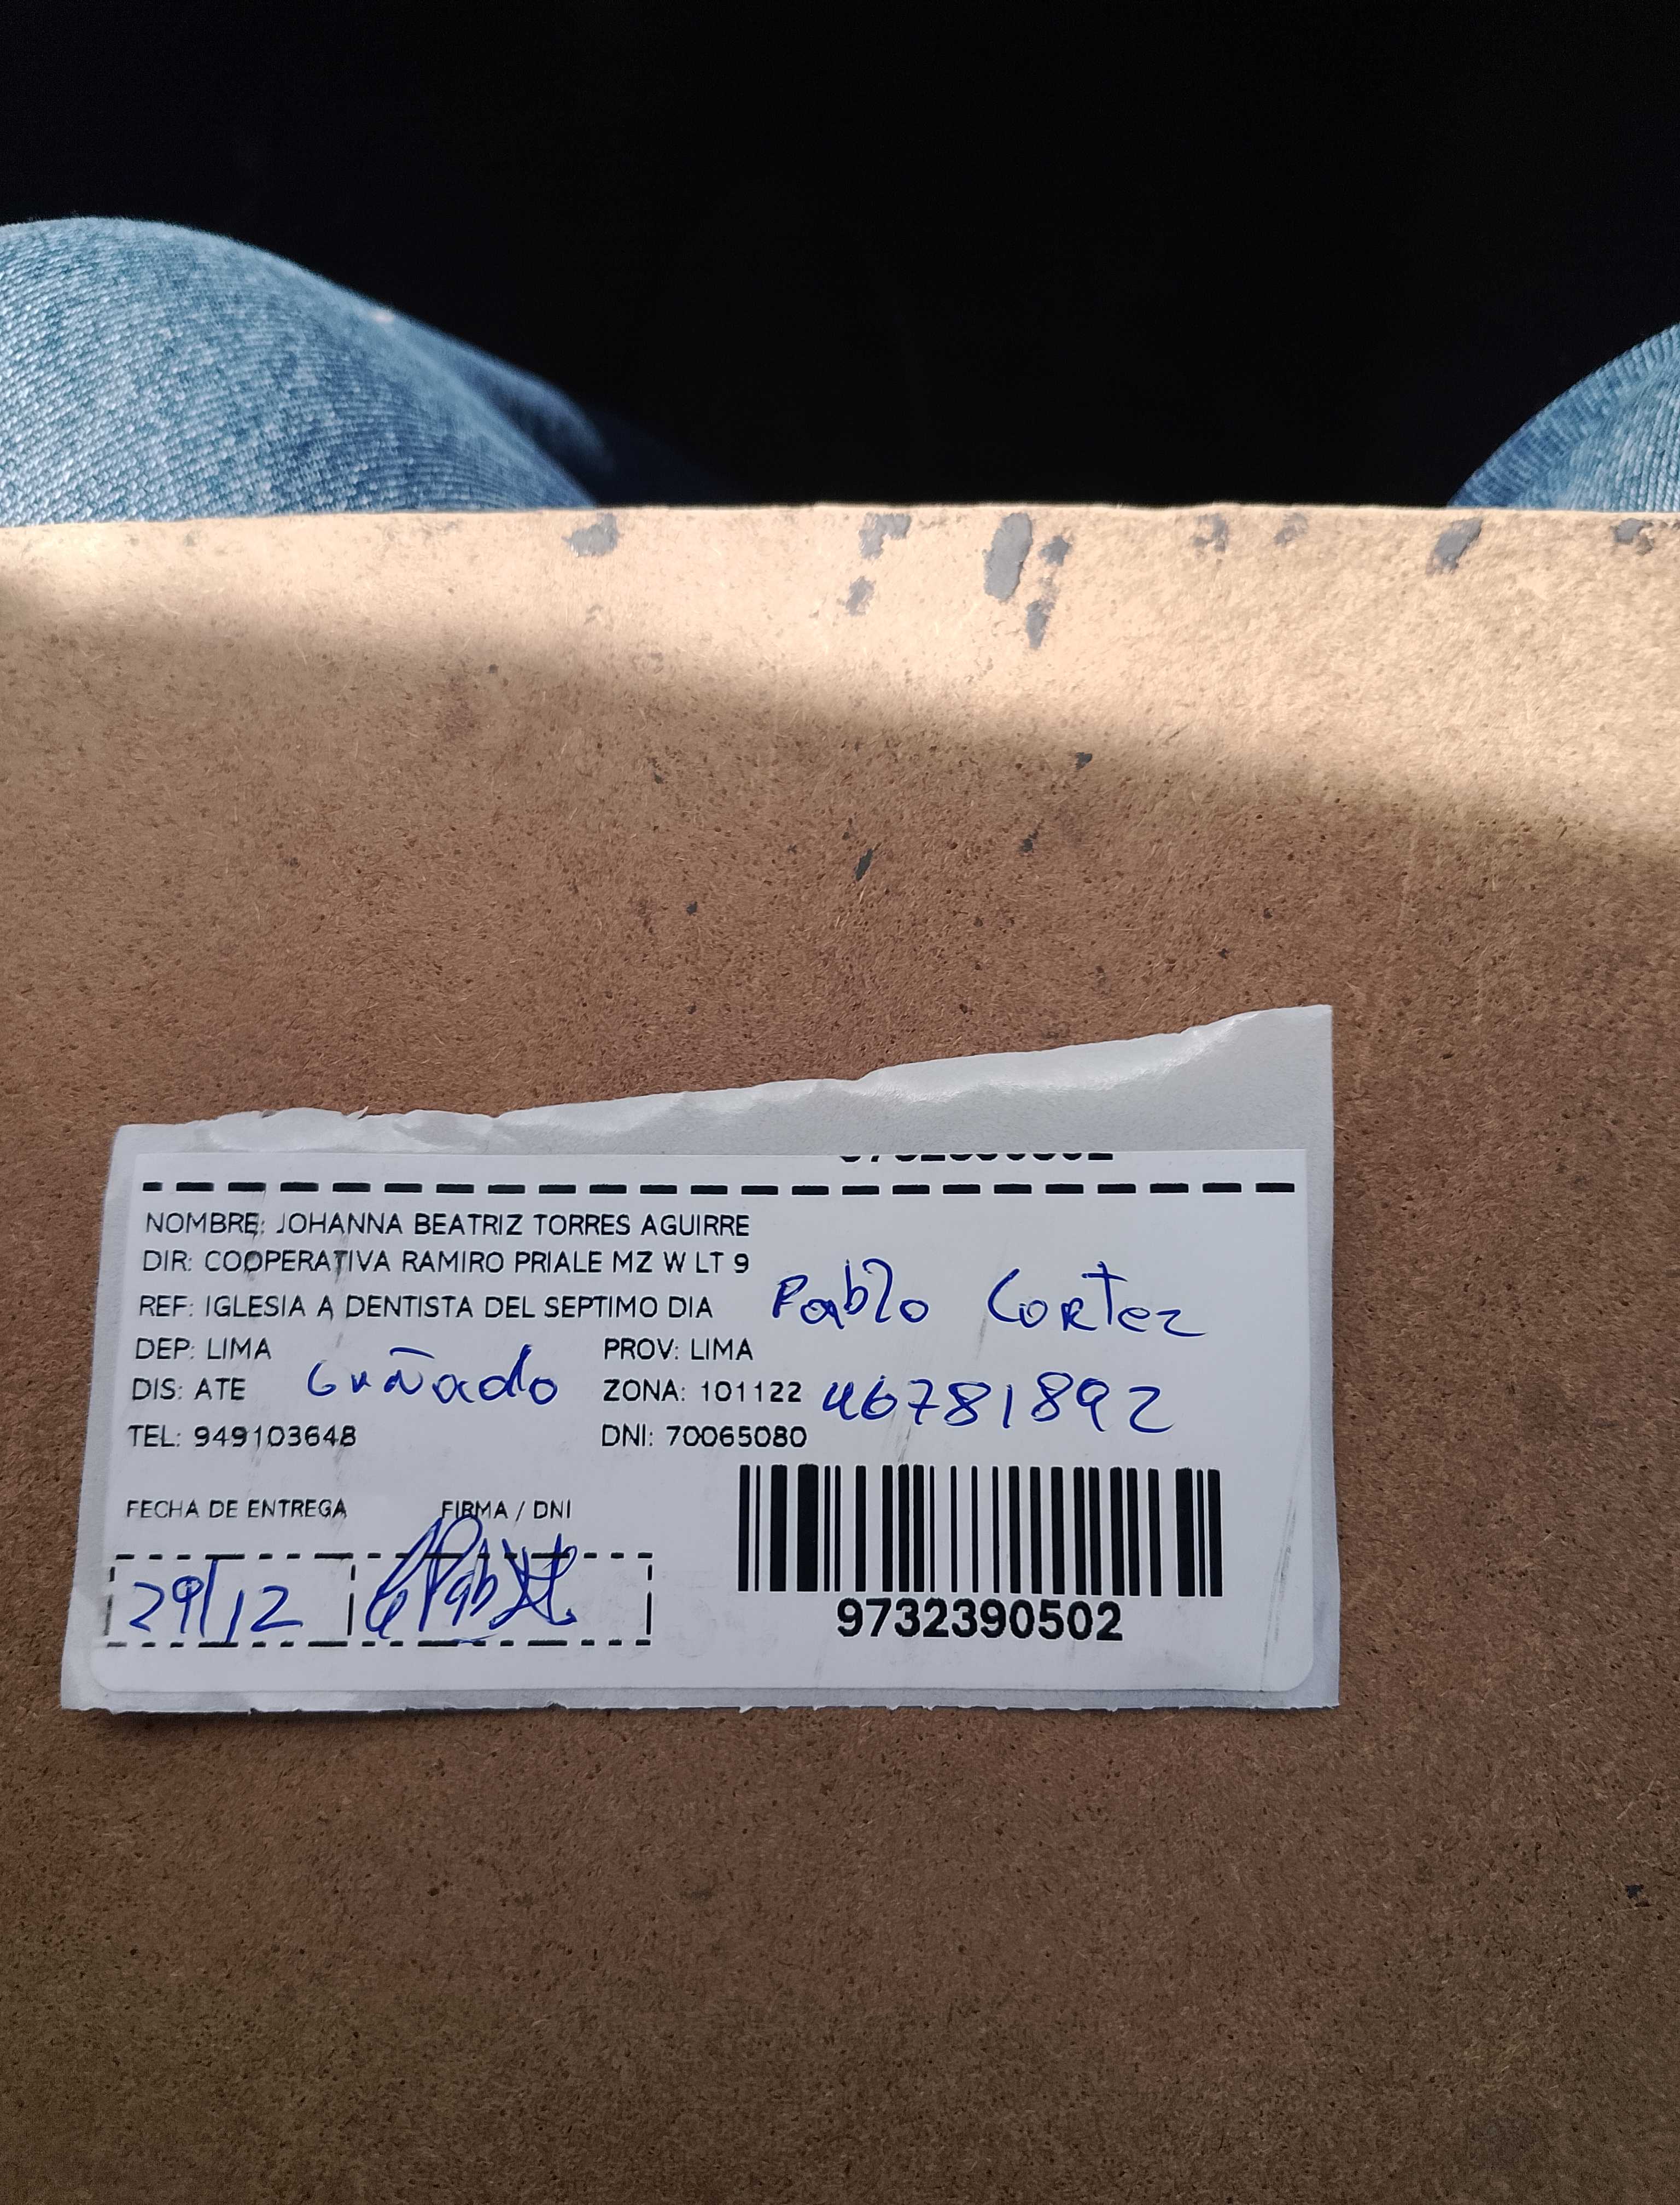 NOMBRE: JOHANNA BEATRIZ TORRES AGUIRRE
DIR: COOPERATIVA RAMIRO PRIALE MZ W LT 9
REF: IGLESIA A DENTISTA DEL SEPTIMO DIA
Pablo Cortez
DEP: LIMA PROV: LIMA
DIS: ATE Cuñado ZONA: 101122 46781892
TEL: 949103648 DNI: 70065080
FECHA DE ENTREGA FIRMA / DNI
29/12
9732390502